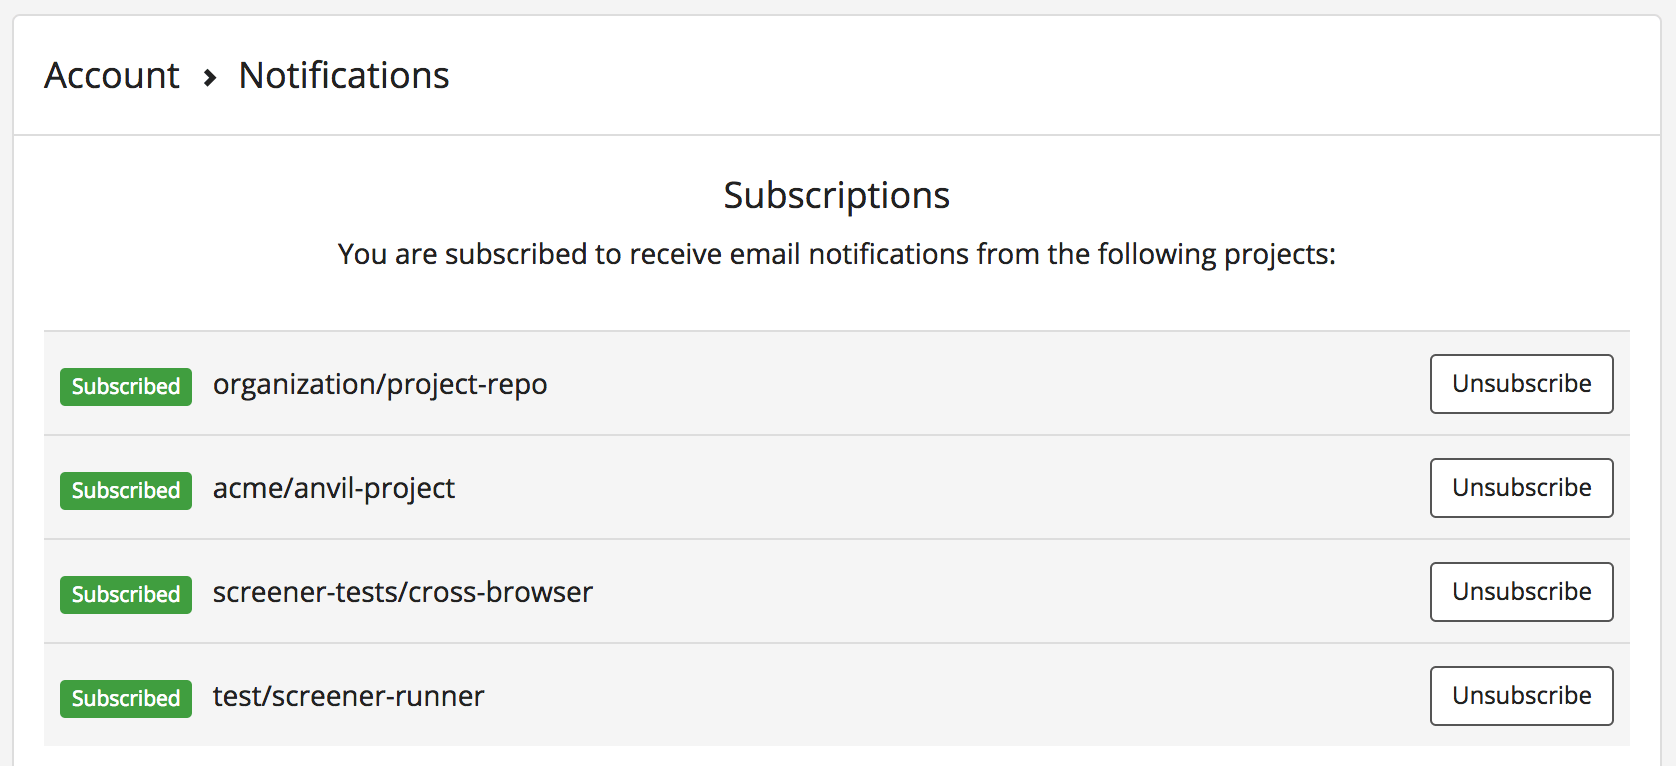 Account > Notifications
Subscriptions
You are subscribed to receive email notifications from the following projects:
Subscribed organization/project-repo Unsubscribe
Subscribed acme/anvil-project Unsubscribe
Subscribed screener-tests/cross-browser Unsubscribe
Subscribed test/screener-runner Unsubscribe